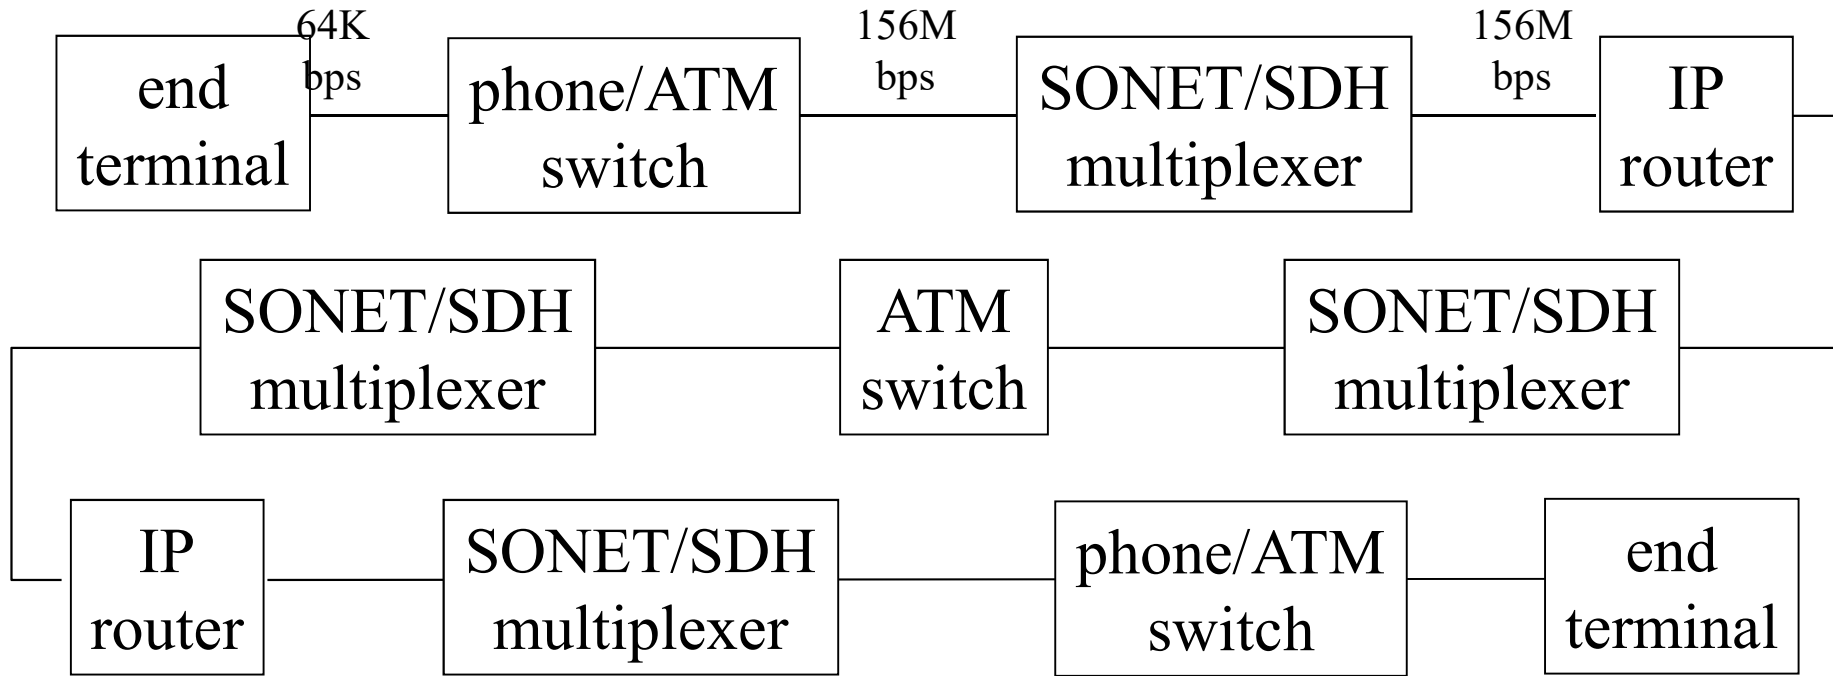 64K
bps
156M
bps
156M
bps
end
terminal
phone/ATM
switch
SONET/SDH
multiplexer
IP
router
SONET/SDH
multiplexer
ATM
switch
SONET/SDH
multiplexer
IP
router
SONET/SDH
multiplexer
phone/ATM
switch
end
terminal